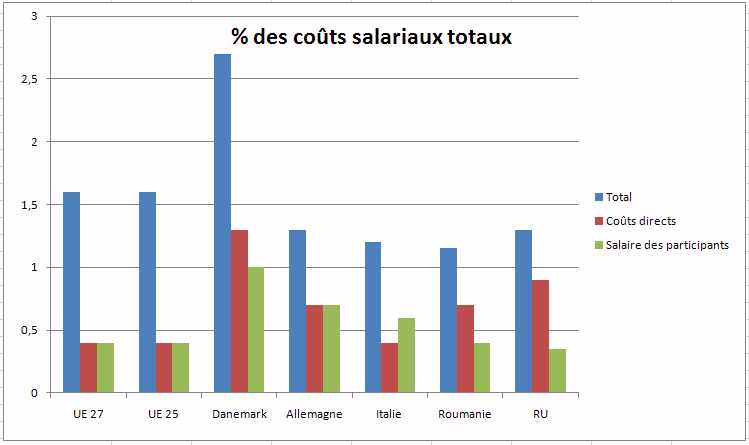 % des coûts salariaux totaux
3
2,5
2
1,5
1
0,5
0
UE 27 UE 25 Danemark Allemagne Italie Roumanie RU
Total
Coûts directs
Salaire des participants